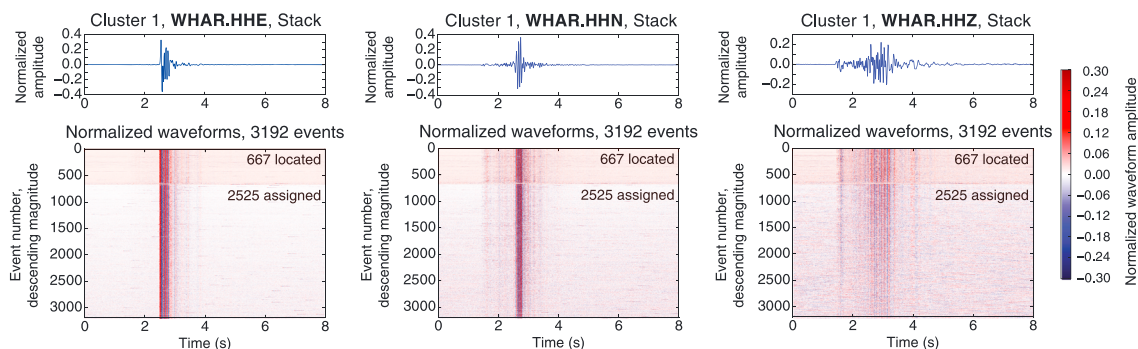 Cluster 1, WHAR.HHE, Stack
Normalized
amplitude
0.4
0.2
0.0
−0.2
−0.4
0 2 4 6 8
Normalized waveforms, 3192 events
Event number,
descending magnitude
0
500
1000
1500
2000
2500
3000
667 located
2525 assigned
0 2 4 6 8
Time (s)
Cluster 1, WHAR.HHN, Stack
Normalized
amplitude
0.4
0.2
0.0
−0.2
−0.4
0 2 4 6 8
Normalized waveforms, 3192 events
Event number,
descending magnitude
0
500
1000
1500
2000
2500
3000
667 located
2525 assigned
0 2 4 6 8
Time (s)
Cluster 1, WHAR.HHZ, Stack
Normalized
amplitude
0.2
0.0
−0.2
0 2 4 6 8
Normalized waveforms, 3192 events
Event number,
descending magnitude
0
500
1000
1500
2000
2500
3000
667 located
2525 assigned
0 2 4 6 8
Time (s)
0.30
0.24
0.18
0.12
0.06
0.00
−0.06
−0.12
−0.18
−0.24
−0.30
Normalized waveform amplitude